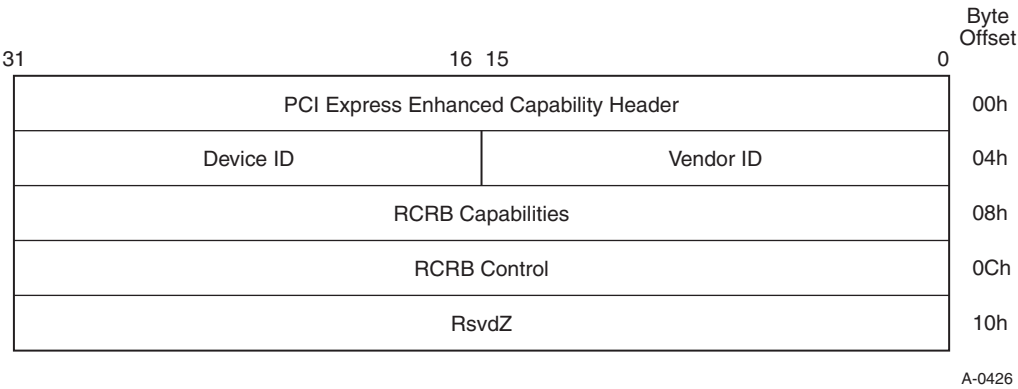 Byte
Offset
31 16 15 0
PCI Express Enhanced Capability Header 00h
Device ID Vendor ID 04h
RCRB Capabilities 08h
RCRB Control 0Ch
RsvdZ 10h
A-0426